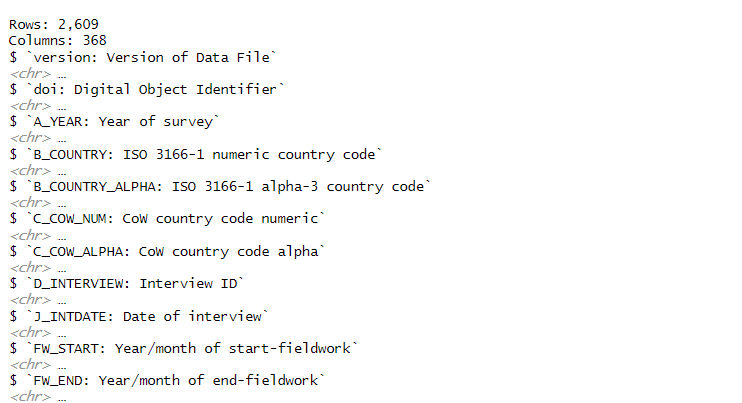 Rows: 2,609
Columns: 368
$ `version: Version of Data File`
<chr> …
$ `doi: Digital Object Identifier`
<chr> …
$ `A_YEAR: Year of survey`
<chr> …
$ `B_COUNTRY: ISO 3166-1 numeric country code`
<chr> …
$ `B_COUNTRY_ALPHA: ISO 3166-1 alpha-3 country code`
<chr> …
$ `C_COW_NUM: CoW country code numeric`
<chr> …
$ `C_COW_ALPHA: CoW country code alpha`
<chr> …
$ `D_INTERVIEW: Interview ID`
<chr> …
$ `J_INTDATE: Date of interview`
<chr> …
$ `FW_START: Year/month of start-fieldwork`
<chr> …
$ `FW_END: Year/month of end-fieldwork`
<chr> …